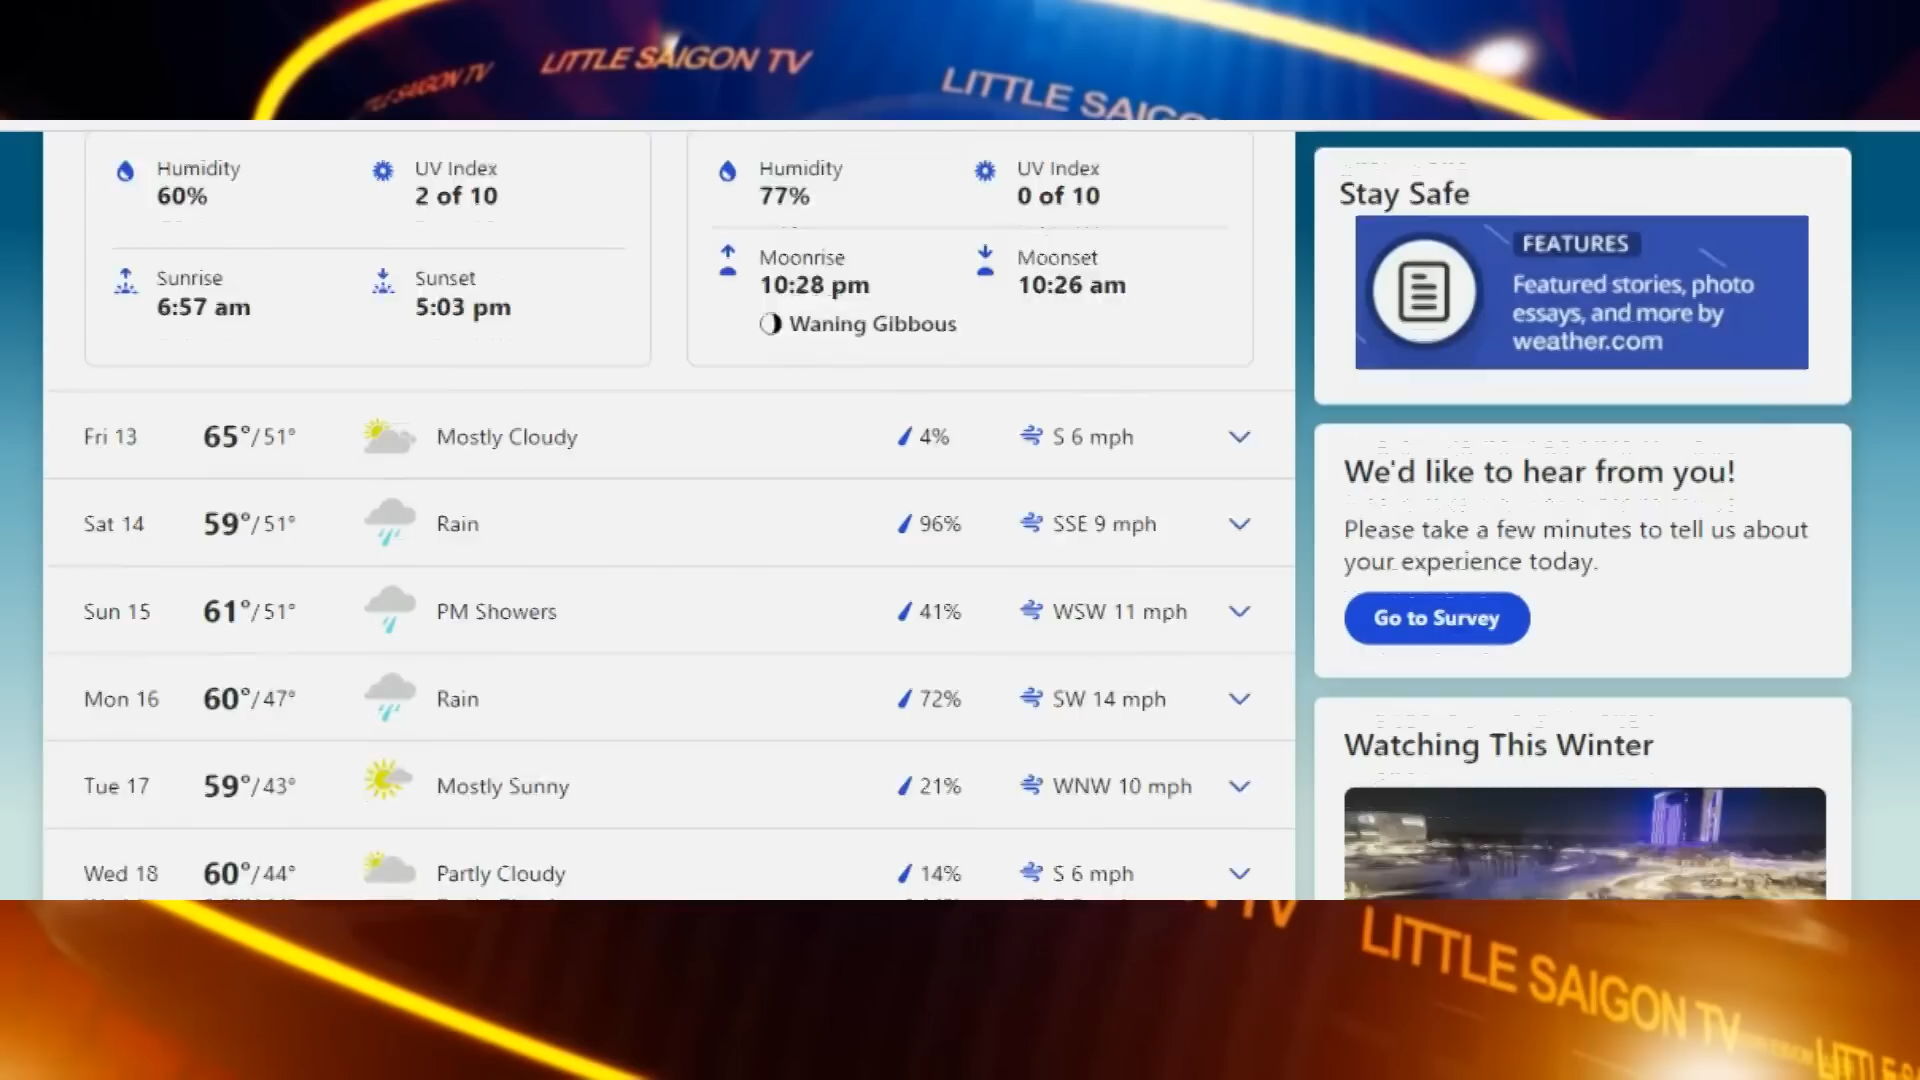 LITTLE SAIGON TV
LITTLE SAIGON TV
LITTLE SAIGON
Humidity
60%
UV Index
2 of 10
Sunrise
6:57 am
Sunset
5:03 pm
Humidity
77%
UV Index
0 of 10
Moonrise
10:28 pm
Waning Gibbous
Moonset
10:26 am
Fri 13 65°/51° Mostly Cloudy 4% S 6 mph
Sat 14 59°/51° Rain 96% SSE 9 mph
Sun 15 61°/51° PM Showers 41% WSW 11 mph
Mon 16 60°/47° Rain 72% SW 14 mph
Tue 17 59°/43° Mostly Sunny 21% WNW 10 mph
Wed 18 60°/44° Partly Cloudy 14% S 6 mph
Stay Safe
FEATURES
Featured stories, photo
essays, and more by
weather.com
We'd like to hear from you!
Please take a few minutes to tell us about
your experience today.
Go to Survey
Watching This Winter
TV
LITTLE SAIGON TV
LITTLE